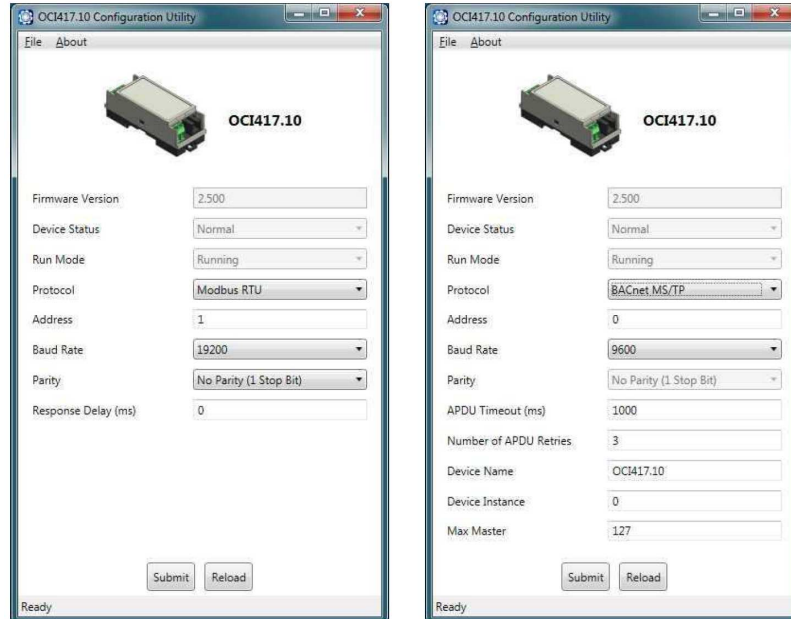 OCI417.10 Configuration Utility
File About
OCI417.10
Firmware Version 2.500
Device Status Normal
Run Mode Running
Protocol Modbus RTU
Address 1
Baud Rate 19200
Parity No Parity (1 Stop Bit)
Response Delay (ms) 0
Submit Reload
Ready
OCI417.10 Configuration Utility
File About
OCI417.10
Firmware Version 2.500
Device Status Normal
Run Mode Running
Protocol BACnet MS/TP
Address 0
Baud Rate 9600
Parity No Parity (1 Stop Bit)
APDU Timeout (ms) 1000
Number of APDU Retries 3
Device Name OCI417.10
Device Instance 0
Max Master 127
Submit Reload
Ready